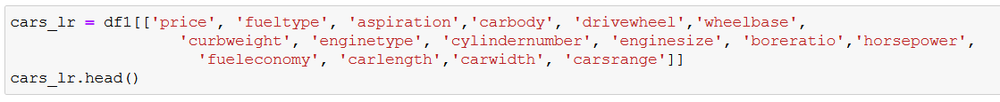 cars_lr = df1[['price', 'fueltype', 'aspiration','carbody', 'drivewheel','wheelbase',
'curbweight', 'enginetype', 'cylindernumber', 'enginesize', 'boreratio','horsepower',
'fueleconomy', 'carlength','carwidth', 'carsrange']]
cars_lr.head()